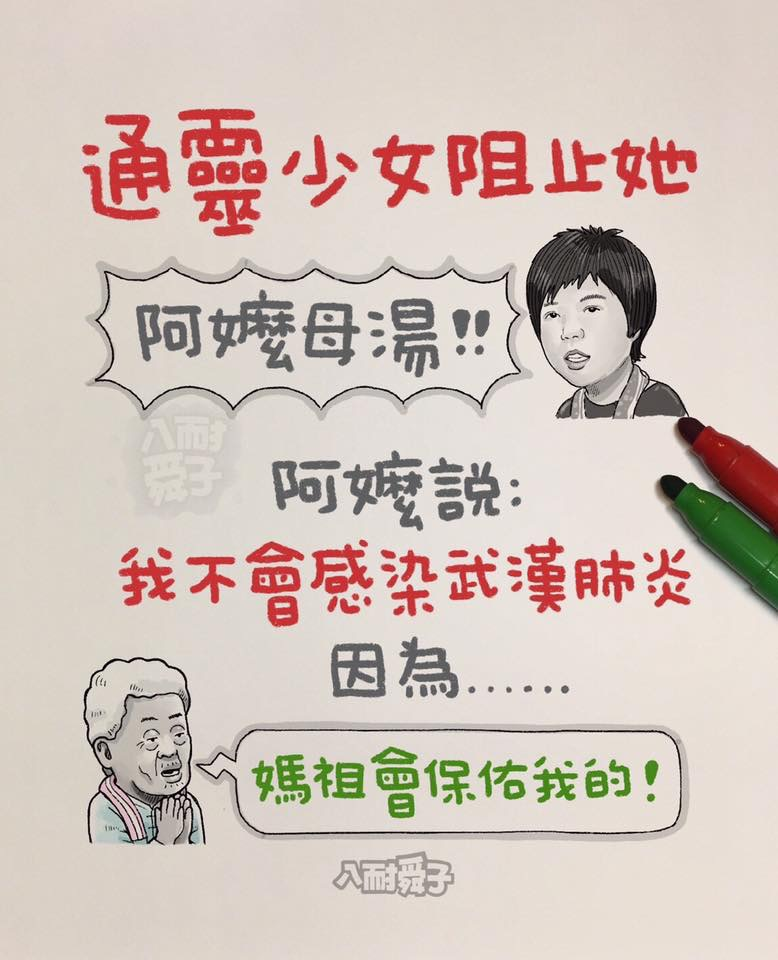 通靈少女阻止她
阿嬤母湯!!
八耐
舜子
阿嬤說:
我不會感染武漢肺炎
因為……
媽祖會保佑我的!
八耐舜子